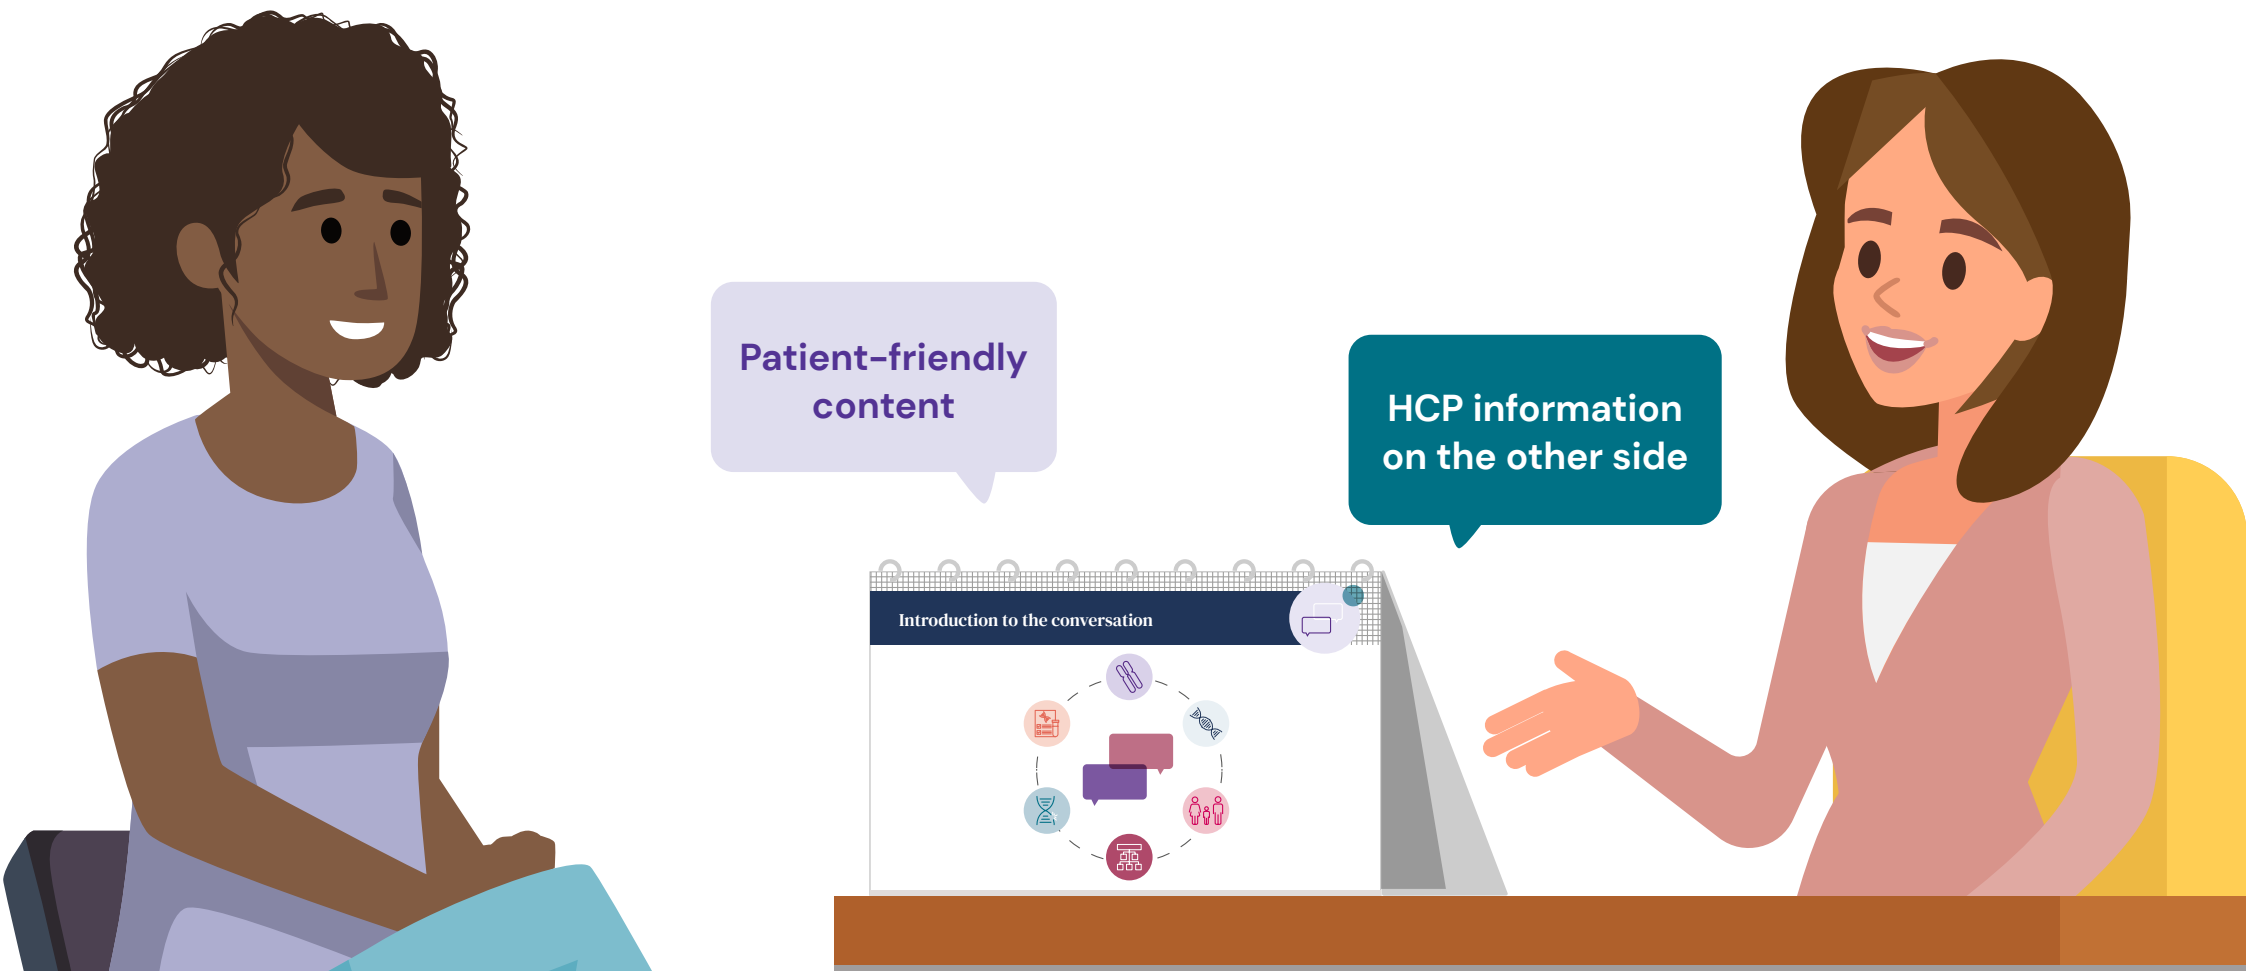 Patient-friendly
content
HCP information
on the other side
Introduction to the conversation